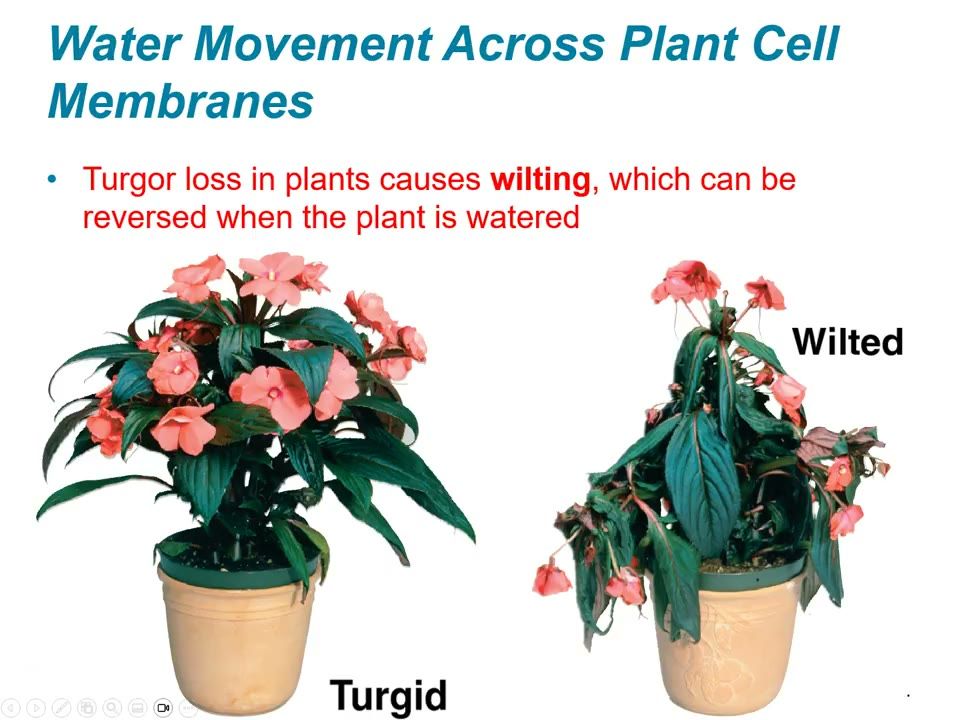 Water Movement Across Plant Cell
Membranes
• Turgor loss in plants causes wilting, which can be
reversed when the plant is watered
Wilted
Turgid